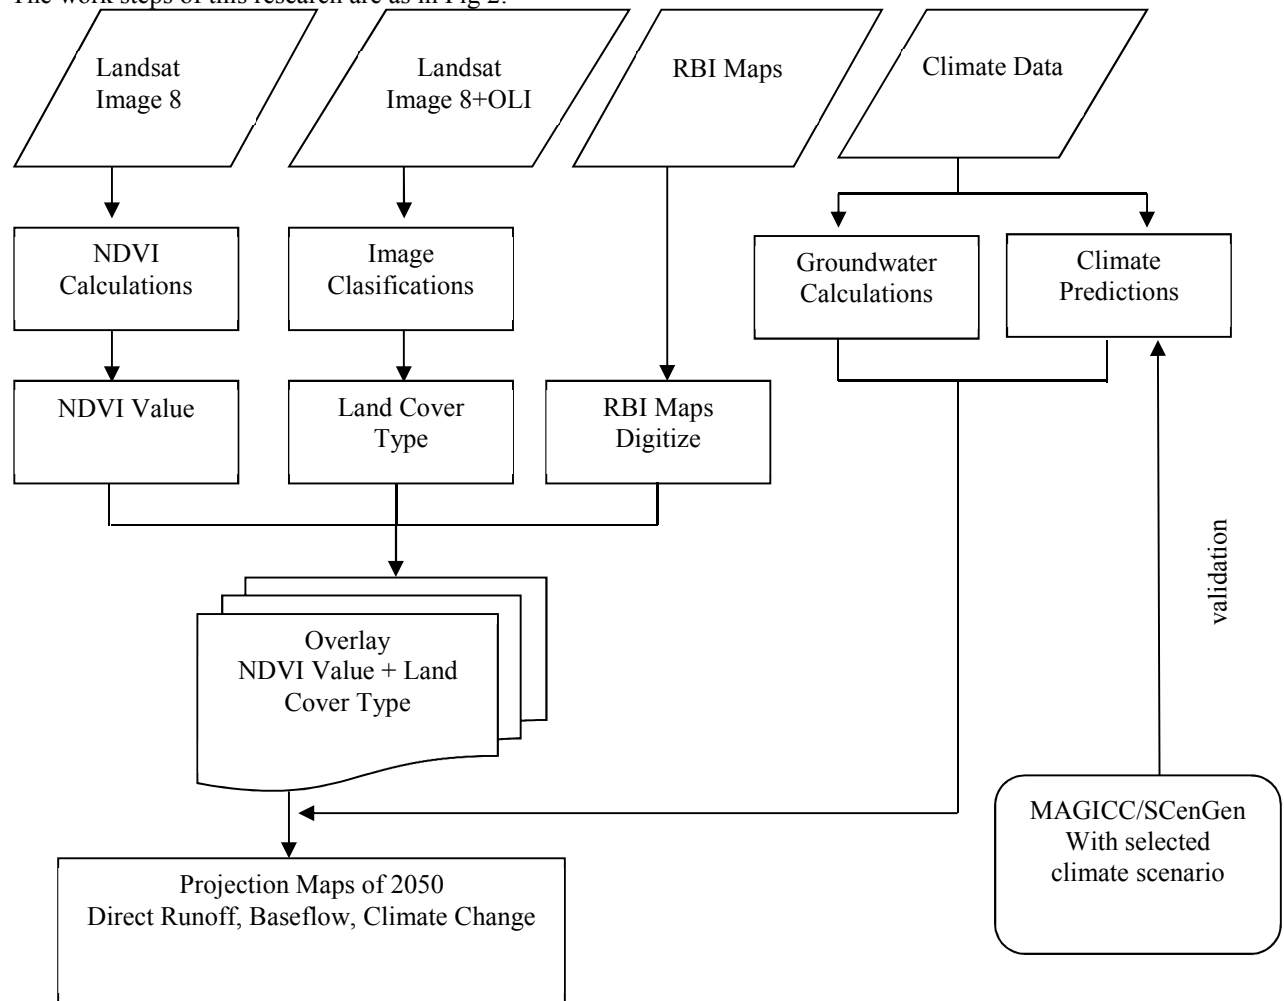 The work steps of this research are as in Fig 2.
Landsat
Image 8
Landsat
Image 8+OLI
RBI Maps
Climate Data
NDVI
Calculations
Image
Clasifications
Groundwater
Calculations
Climate
Predictions
NDVI Value
Land Cover
Type
RBI Maps
Digitize
validation
Overlay
NDVI Value + Land
Cover Type
MAGICC/SCenGen
With selected
climate scenario
Projection Maps of 2050
Direct Runoff, Baseflow, Climate Change